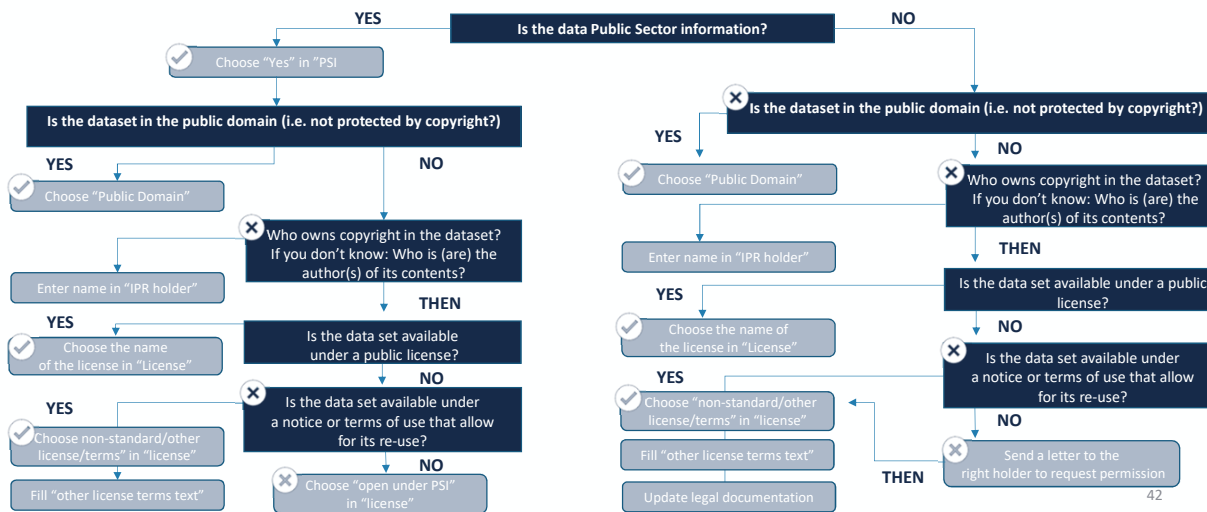 YES
Is the data Public Sector information?
NO
Choose "Yes" in "PSI
Is the dataset in the public domain (i.e. not protected by copyright?)
YES
NO
Choose "Public Domain"
Who owns copyright in the dataset?
If you don't know: Who is (are) the
author(s) of its contents?
Enter name in "IPR holder"
THEN
YES
Is the data set available
under a public license?
Choose the name
of the license in "License"
NO
Is the data set available under
a notice or terms of use that allow
for its re-use?
YES
Choose non-standard/other
license/terms" in "license"
Fill "other license terms text"
NO
Choose "open under PSI"
in "license"
Is the dataset in the public domain (i.e. not protected by copyright?)
YES
NO
Choose "Public Domain"
Who owns copyright in the dataset?
If you don't know: Who is (are) the
author(s) of its contents?
Enter name in "IPR holder"
THEN
Is the data set available under a public
license?
YES
Choose the name of
the license in "License"
NO
Is the data set available under
a notice or terms of use that allow
for its re-use?
YES
Choose "non-standard/other
license/terms" in "license"
Fill "other license terms text"
Update legal documentation
NO
Send a letter to the
right holder to request permission
THEN
42